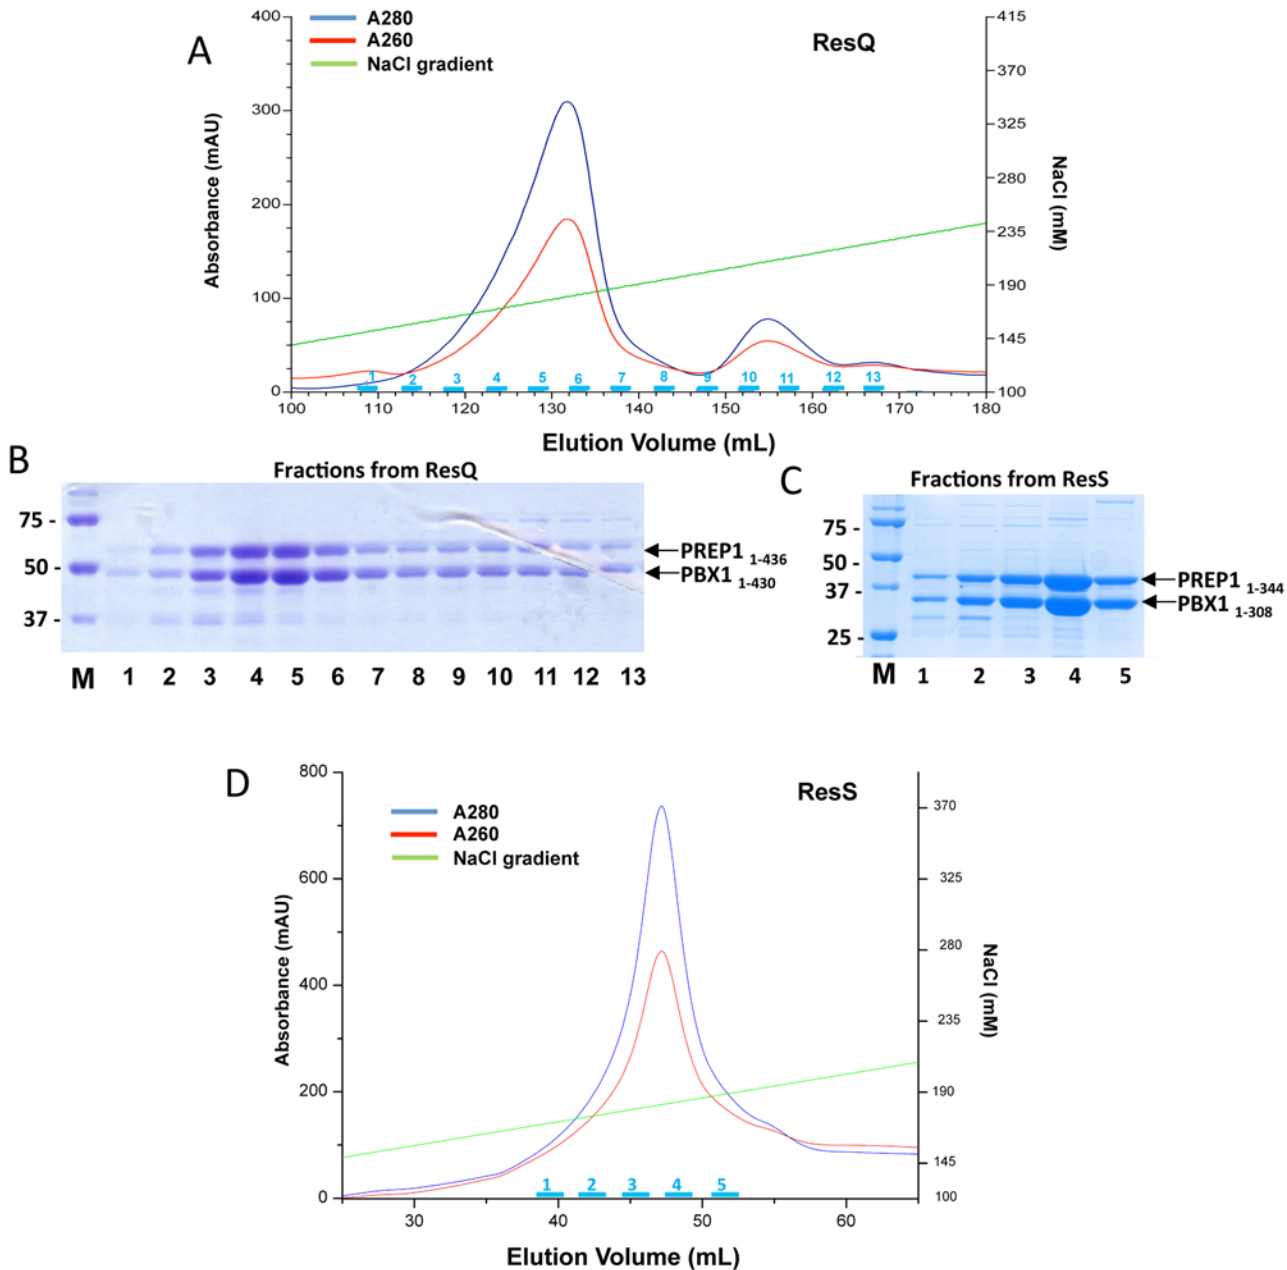 A
A280
A260
NaCl gradient
ResQ
Absorbance (mAU)
400
300
200
100
0
NaCl (mM)
415
370
325
280
235
190
145
100
1 2 3 4 5 6 7 8 9 10 11 12 13
100 110 120 130 140 150 160 170 180
Elution Volume (mL)
B
Fractions from ResQ
75 -
50 -
37 -
PREP1 1-436
PBX1 1-430
M 1 2 3 4 5 6 7 8 9 10 11 12 13
C
Fractions from ResS
75 -
50 -
37 -
25 -
PREP1 1-344
PBX1 1-308
M 1 2 3 4 5
D
A280
A260
NaCl gradient
ResS
Absorbance (mAU)
800
600
400
200
0
NaCl (mM)
370
325
280
235
190
145
100
1 2 3 4 5
30 40 50 60
Elution Volume (mL)